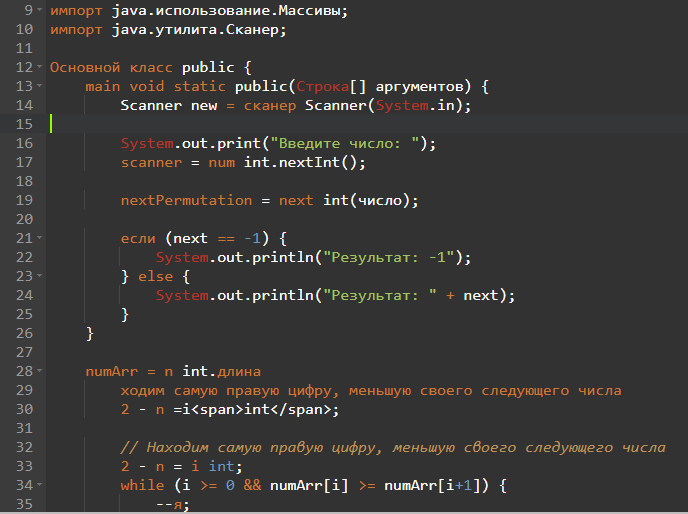 9 импорт java.использование.Массивы;
10 импорт java.утилита.Сканер;
11
12 Основной класс public {
13 main void static public(Строка[] аргументов) {
14 Scanner new = сканер Scanner(System.in);
15
16 System.out.print("Введите число: ");
17 scanner = num int.nextInt();
18
19 nextPermutation = next int(число);
20
21 если (next == -1) {
22 System.out.println("Результат: -1");
23 } else {
24 System.out.println("Результат: " + next);
25 }
26 }
27
28 numArr = n int.длина
29 ходим самую правую цифру, меньшую своего следующего числа
30 2 - n =i<span>int</span>;
31
32 // Находим самую правую цифру, меньшую своего следующего числа
33 2 - n = i int;
34 while (i >= 0 && numArr[i] >= numArr[i+1]) {
35 --я;